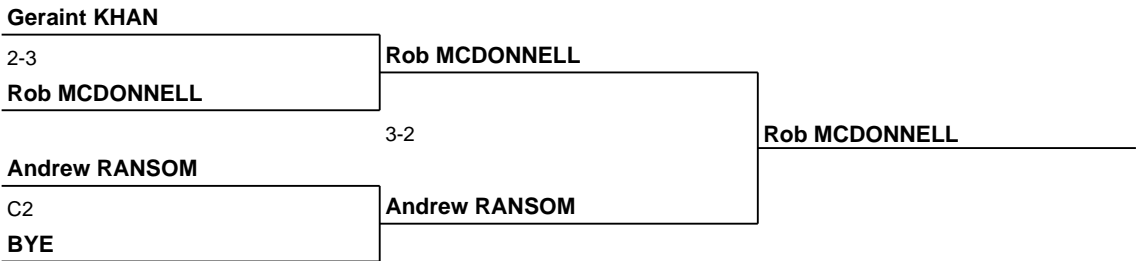 Geraint KHAN
2-3
Rob MCDONNELL
Rob MCDONNELL
3-2
Rob MCDONNELL
Andrew RANSOM
C2
Andrew RANSOM
BYE